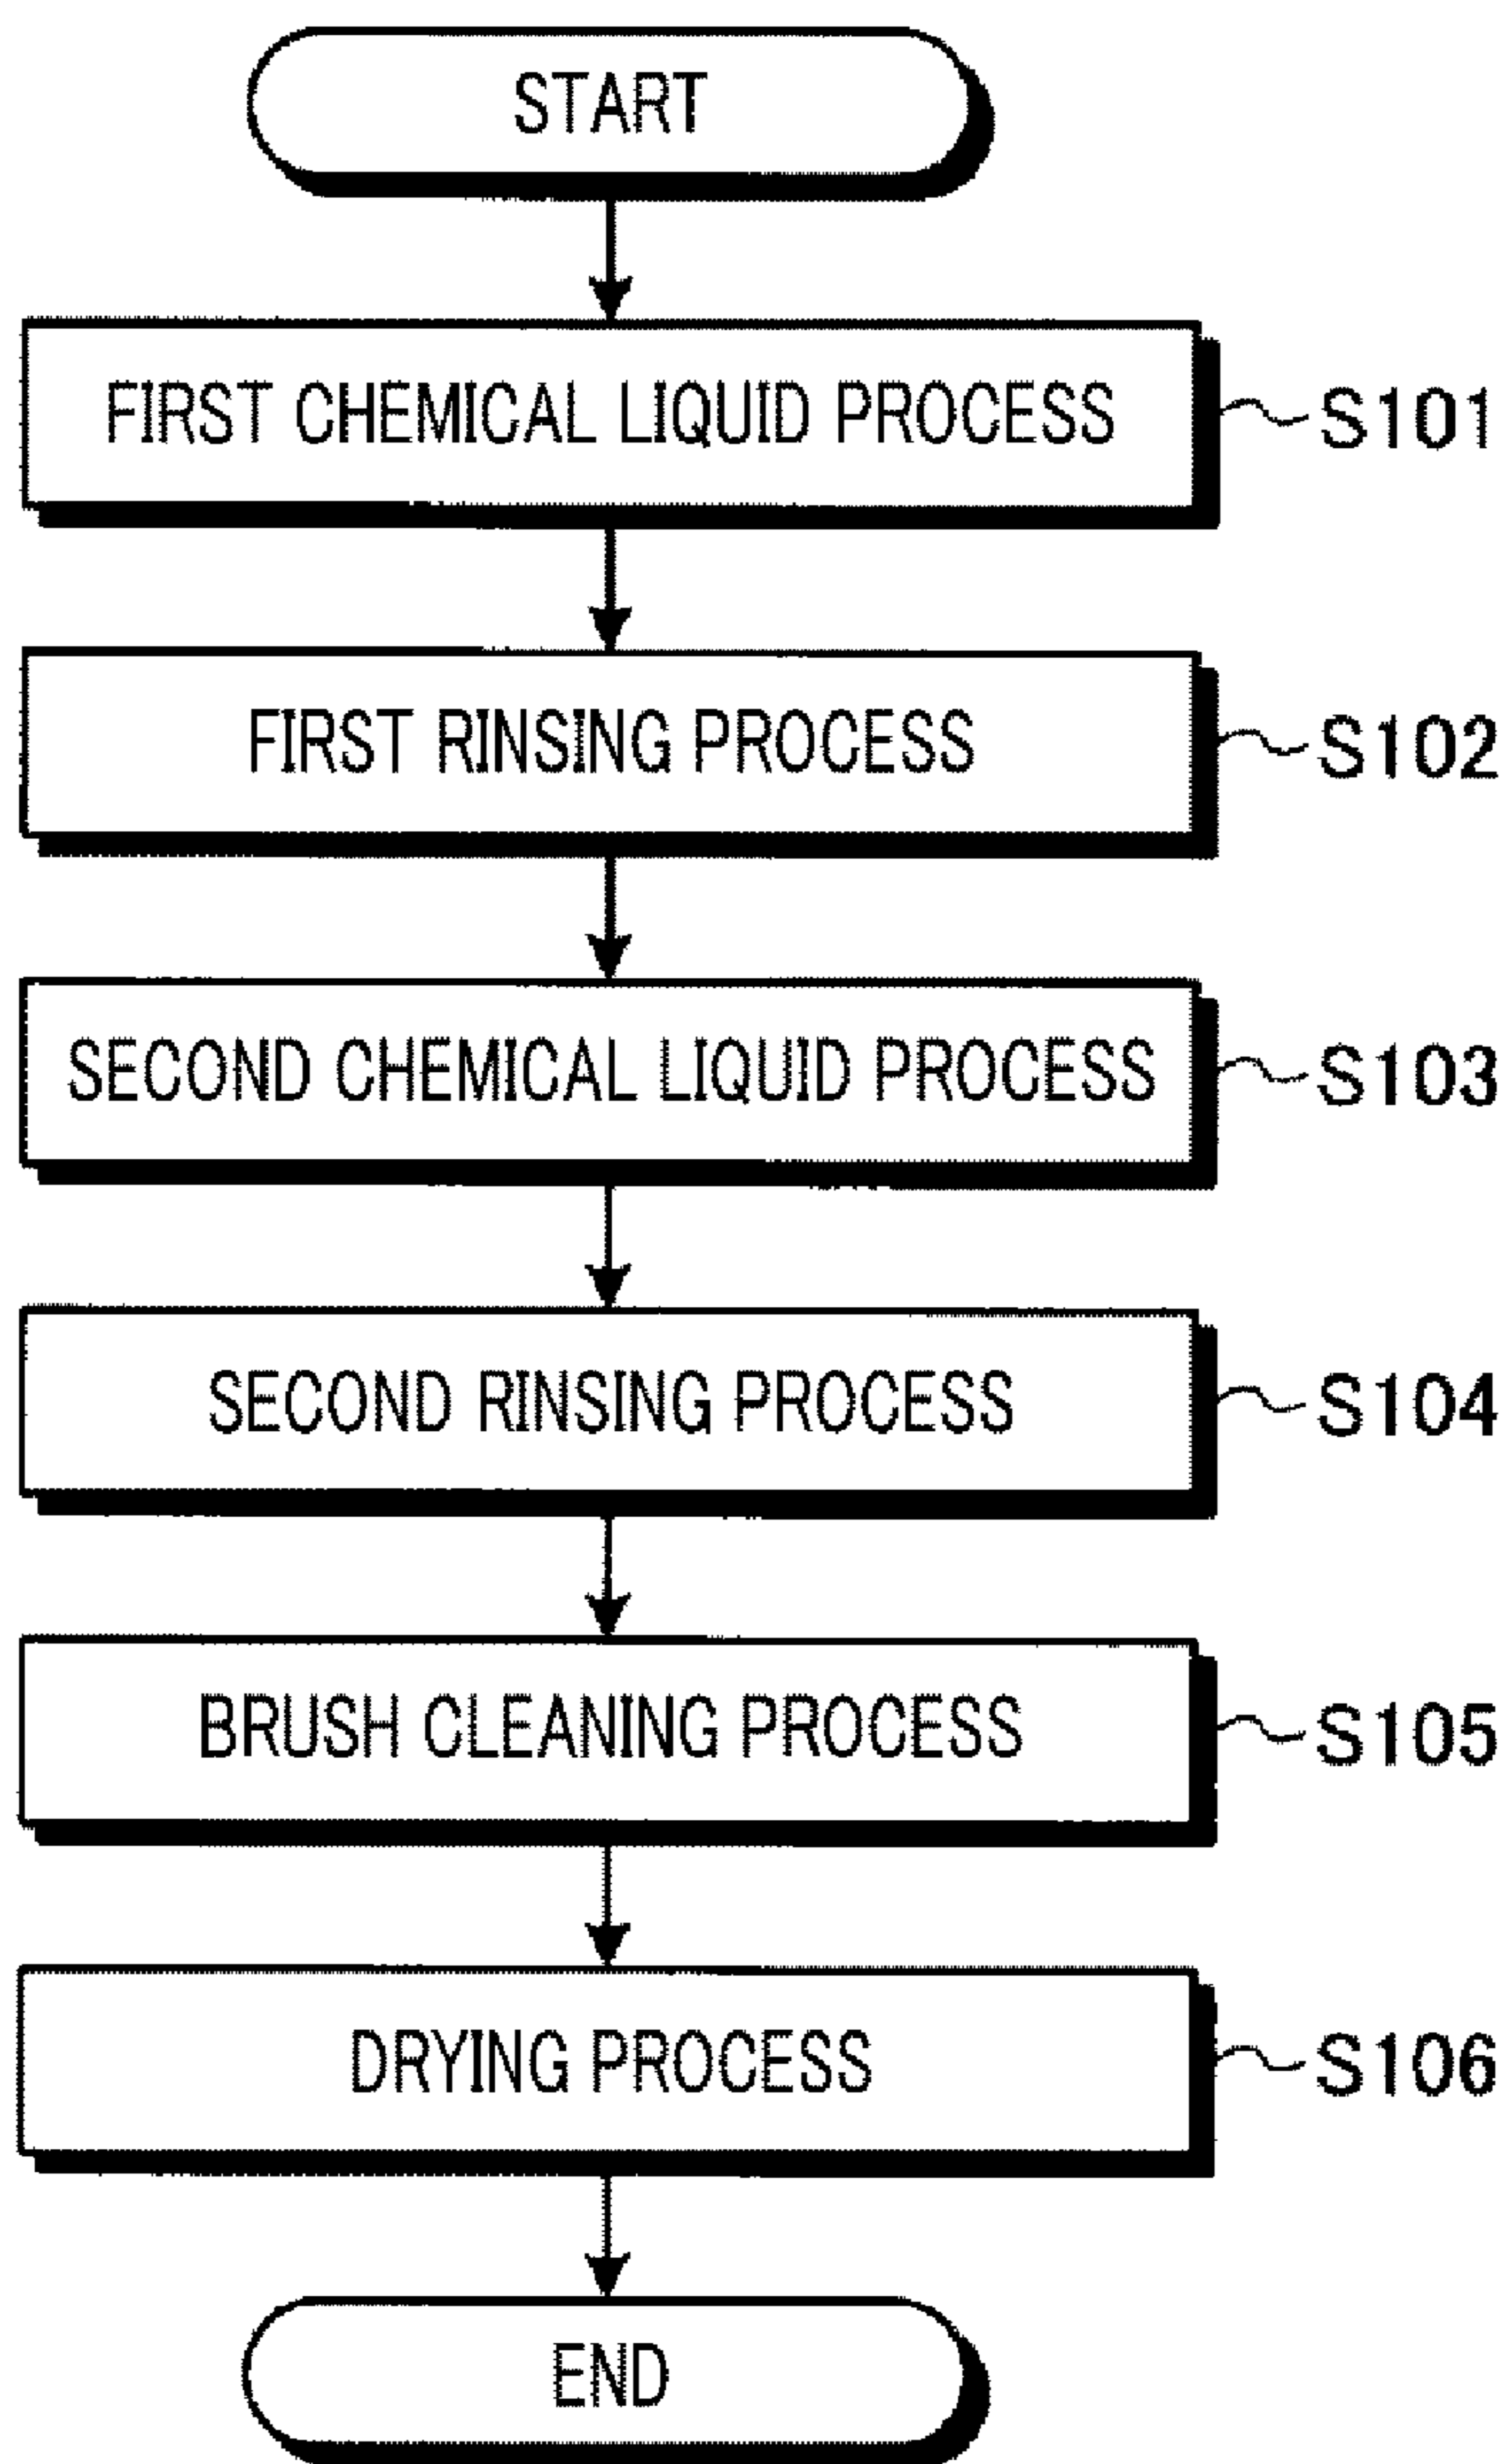 START
FIRST CHEMICAL LIQUID PROCESS
S101
FIRST RINSING PROCESS
S102
SECOND CHEMICAL LIQUID PROCESS
S103
SECOND RINSING PROCESS
S104
BRUSH CLEANING PROCESS
S105
DRYING PROCESS
S106
END